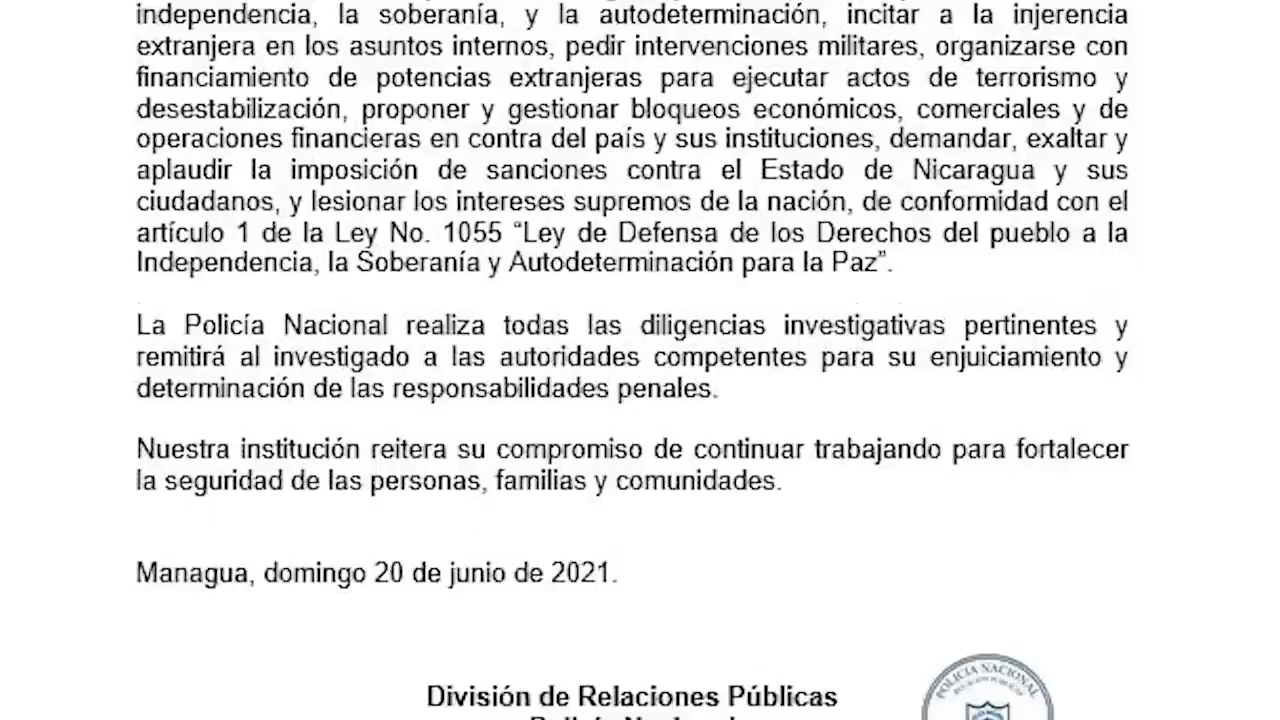 independencia, la soberanía, y la autodeterminación, incitar a la injerencia
extranjera en los asuntos internos, pedir intervenciones militares, organizarse con
financiamiento de potencias extranjeras para ejecutar actos de terrorismo y
desestabilización, proponer y gestionar bloqueos económicos, comerciales y de
operaciones financieras en contra del país y sus instituciones, demandar, exaltar y
aplaudir la imposición de sanciones contra el Estado de Nicaragua y sus
ciudadanos, y lesionar los intereses supremos de la nación, de conformidad con el
artículo 1 de la Ley No. 1055 “Ley de Defensa de los Derechos del pueblo a la
Independencia, la Soberanía y Autodeterminación para la Paz”.
La Policía Nacional realiza todas las diligencias investigativas pertinentes y
remitirá al investigado a las autoridades competentes para su enjuiciamiento y
determinación de las responsabilidades penales.
Nuestra institución reitera su compromiso de continuar trabajando para fortalecer
la seguridad de las personas, familias y comunidades.
Managua, domingo 20 de junio de 2021.
División de Relaciones Públicas
Policía Nacional
POLICIA NACIONAL